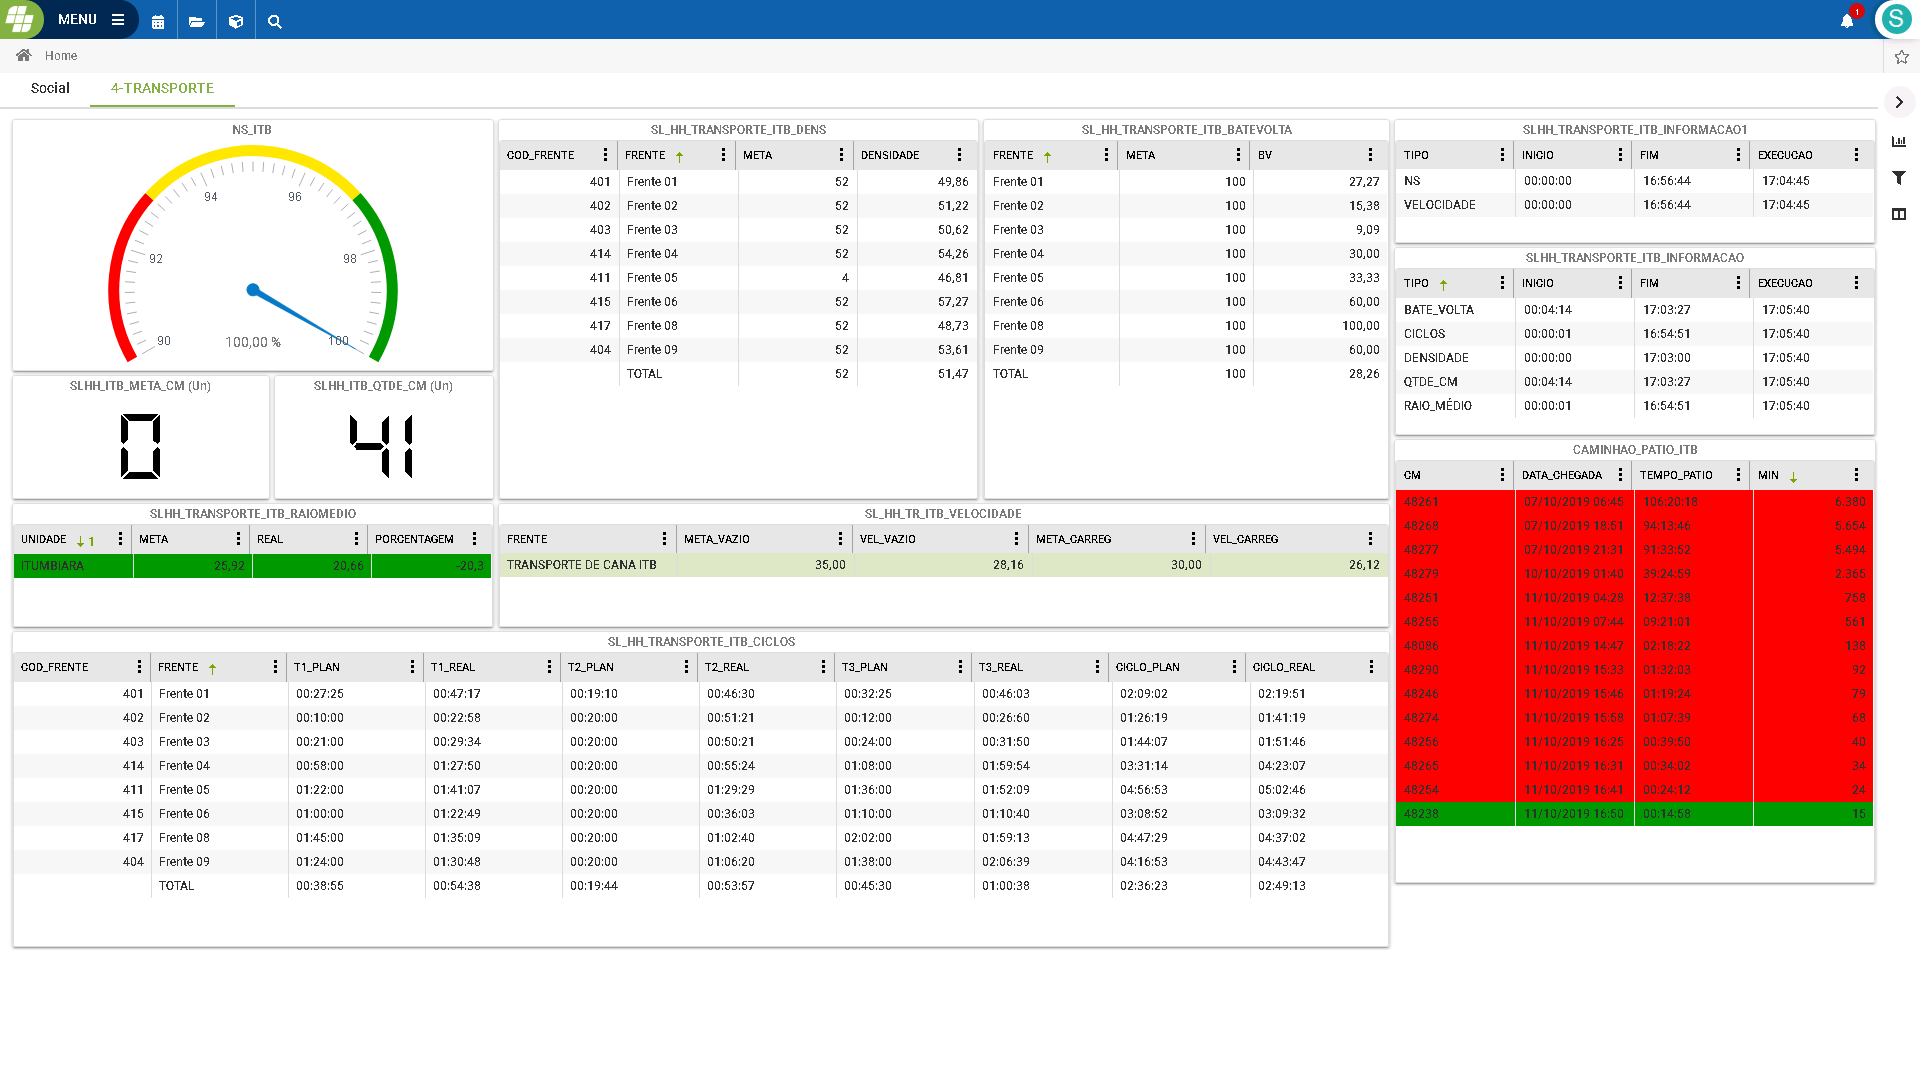 MENU
1
S
Home
Social 4-TRANSPORTE
NS_ITB
90 92 94 96 98 100
100,00 %
SLHH_ITB_META_CM (Un)
0
SLHH_ITB_QTDE_CM (Un)
41
SL_HH_TRANSPORTE_ITB_DENS
COD_FRENTE FRENTE META DENSIDADE
401 Frente 01 52 49,86
402 Frente 02 52 51,22
403 Frente 03 52 50,62
414 Frente 04 52 54,26
411 Frente 05 4 46,81
415 Frente 06 52 57,27
417 Frente 08 52 48,73
404 Frente 09 52 53,61
TOTAL 52 51,47
SL_HH_TRANSPORTE_ITB_BATEVOLTA
FRENTE META BV
Frente 01 100 27,27
Frente 02 100 15,38
Frente 03 100 9,09
Frente 04 100 30,00
Frente 05 100 33,33
Frente 06 100 60,00
Frente 08 100 100,00
Frente 09 100 60,00
TOTAL 100 28,26
SLHH_TRANSPORTE_ITB_INFORMACAO1
TIPO INICIO FIM EXECUCAO
NS 00:00:00 16:56:44 17:04:45
VELOCIDADE 00:00:00 16:56:44 17:04:45
SLHH_TRANSPORTE_ITB_INFORMACAO
TIPO INICIO FIM EXECUCAO
BATE_VOLTA 00:04:14 17:03:27 17:05:40
CICLOS 00:00:01 16:54:51 17:05:40
DENSIDADE 00:00:00 17:03:00 17:05:40
QTDE_CM 00:04:14 17:03:27 17:05:40
RAIO_MÉDIO 00:00:01 16:54:51 17:05:40
CAMINHAO_PATIO_ITB
CM DATA_CHEGADA TEMPO_PATIO MIN
48261 07/10/2019 06:45 106:20:18 6.380
48268 07/10/2019 18:51 94:13:46 5.654
48277 07/10/2019 21:31 91:33:52 5.494
48279 10/10/2019 01:40 39:24:59 2.365
48251 11/10/2019 04:28 12:37:38 758
48255 11/10/2019 07:44 09:21:01 561
48086 11/10/2019 14:47 02:18:22 138
48290 11/10/2019 15:33 01:32:03 92
48246 11/10/2019 15:46 01:19:24 79
48274 11/10/2019 15:58 01:07:39 68
48256 11/10/2019 16:25 00:39:50 40
48265 11/10/2019 16:31 00:34:02 34
48254 11/10/2019 16:41 00:24:12 24
48238 11/10/2019 16:50 00:14:58 15
SLHH_TRANSPORTE_ITB_RAIOMEDIO
UNIDADE 1 META REAL PORCENTAGEM
ITUMBIARA 25,92 20,66 -20,3
SL_HH_TR_ITB_VELOCIDADE
FRENTE META_VAZIO VEL_VAZIO META_CARREG VEL_CARREG
TRANSPORTE DE CANA ITB 35,00 28,16 30,00 26,12
SL_HH_TRANSPORTE_ITB_CICLOS
COD_FRENTE FRENTE T1_PLAN T1_REAL T2_PLAN T2_REAL T3_PLAN T3_REAL CICLO_PLAN CICLO_REAL
401 Frente 01 00:27:25 00:47:17 00:19:10 00:46:30 00:32:25 00:46:03 02:09:02 02:19:51
402 Frente 02 00:10:00 00:22:58 00:20:00 00:51:21 00:12:00 00:26:60 01:26:19 01:41:19
403 Frente 03 00:21:00 00:29:34 00:20:00 00:50:21 00:24:00 00:31:50 01:44:07 01:51:46
414 Frente 04 00:58:00 01:27:50 00:20:00 00:55:24 01:08:00 01:59:54 03:31:14 04:23:07
411 Frente 05 01:22:00 01:41:07 00:20:00 01:29:29 01:36:00 01:52:09 04:56:53 05:02:46
415 Frente 06 01:00:00 01:22:49 00:20:00 00:36:03 01:10:00 01:10:40 03:08:52 03:09:32
417 Frente 08 01:45:00 01:35:09 00:20:00 01:02:40 02:02:00 01:59:13 04:47:29 04:37:02
404 Frente 09 01:24:00 01:30:48 00:20:00 01:06:20 01:38:00 02:06:39 04:16:53 04:43:47
TOTAL 00:38:55 00:54:38 00:19:44 00:53:57 00:45:30 01:00:38 02:36:23 02:49:13